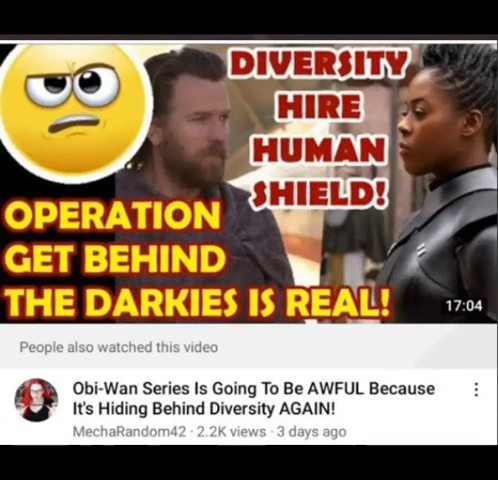 DIVERSITY
HIRE
HUMAN
SHIELD!
OPERATION
GET BEHIND
THE DARKIES IS REAL!
17:04
People also watched this video
Obi-Wan Series Is Going To Be AWFUL Because
It's Hiding Behind Diversity AGAIN!
MechaRandom42 · 2.2K views · 3 days ago